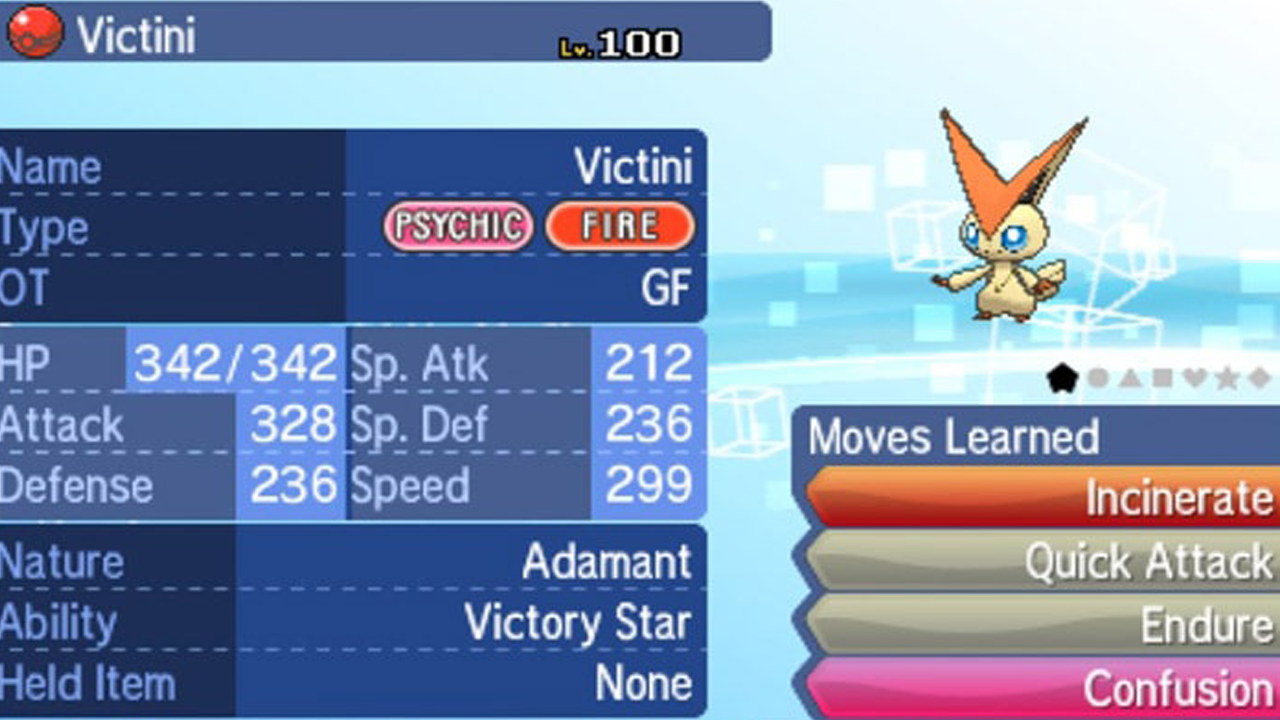 Victini Lv.100
Name Victini
Type PSYCHIC FIRE
OT GF
HP 342/342 Sp. Atk 212
Attack 328 Sp. Def 236
Defense 236 Speed 299
Nature Adamant
Ability Victory Star
Held Item None
Moves Learned
Incinerate
Quick Attack
Endure
Confusion